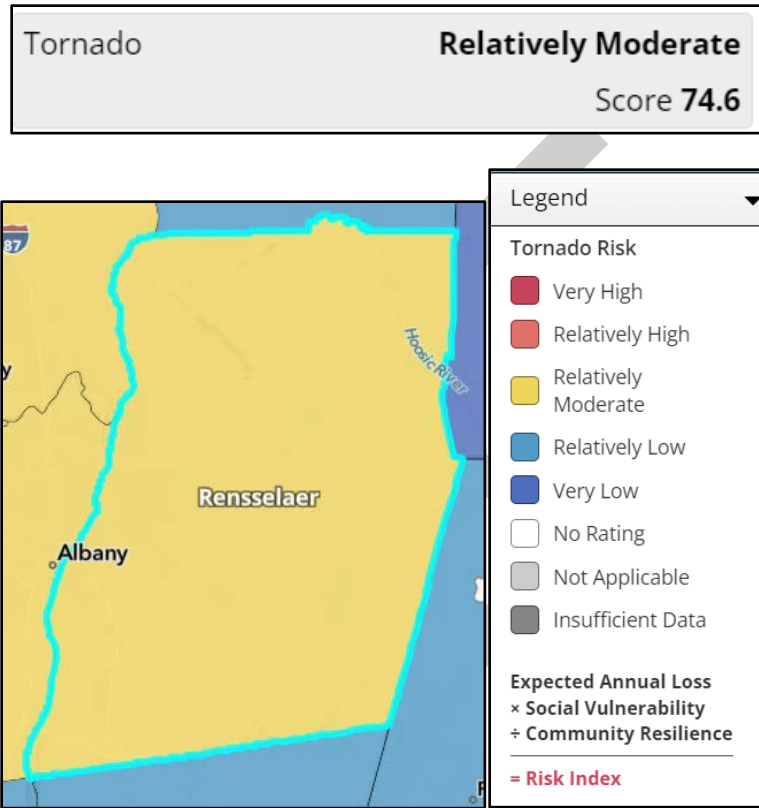 Tornado Relatively Moderate
Score 74.6
87
y
Hoosic River
Rensselaer
Albany
Legend
Tornado Risk
Very High
Relatively High
Relatively
Moderate
Relatively Low
Very Low
No Rating
Not Applicable
Insufficient Data
Expected Annual Loss
× Social Vulnerability
÷ Community Resilience
= Risk Index